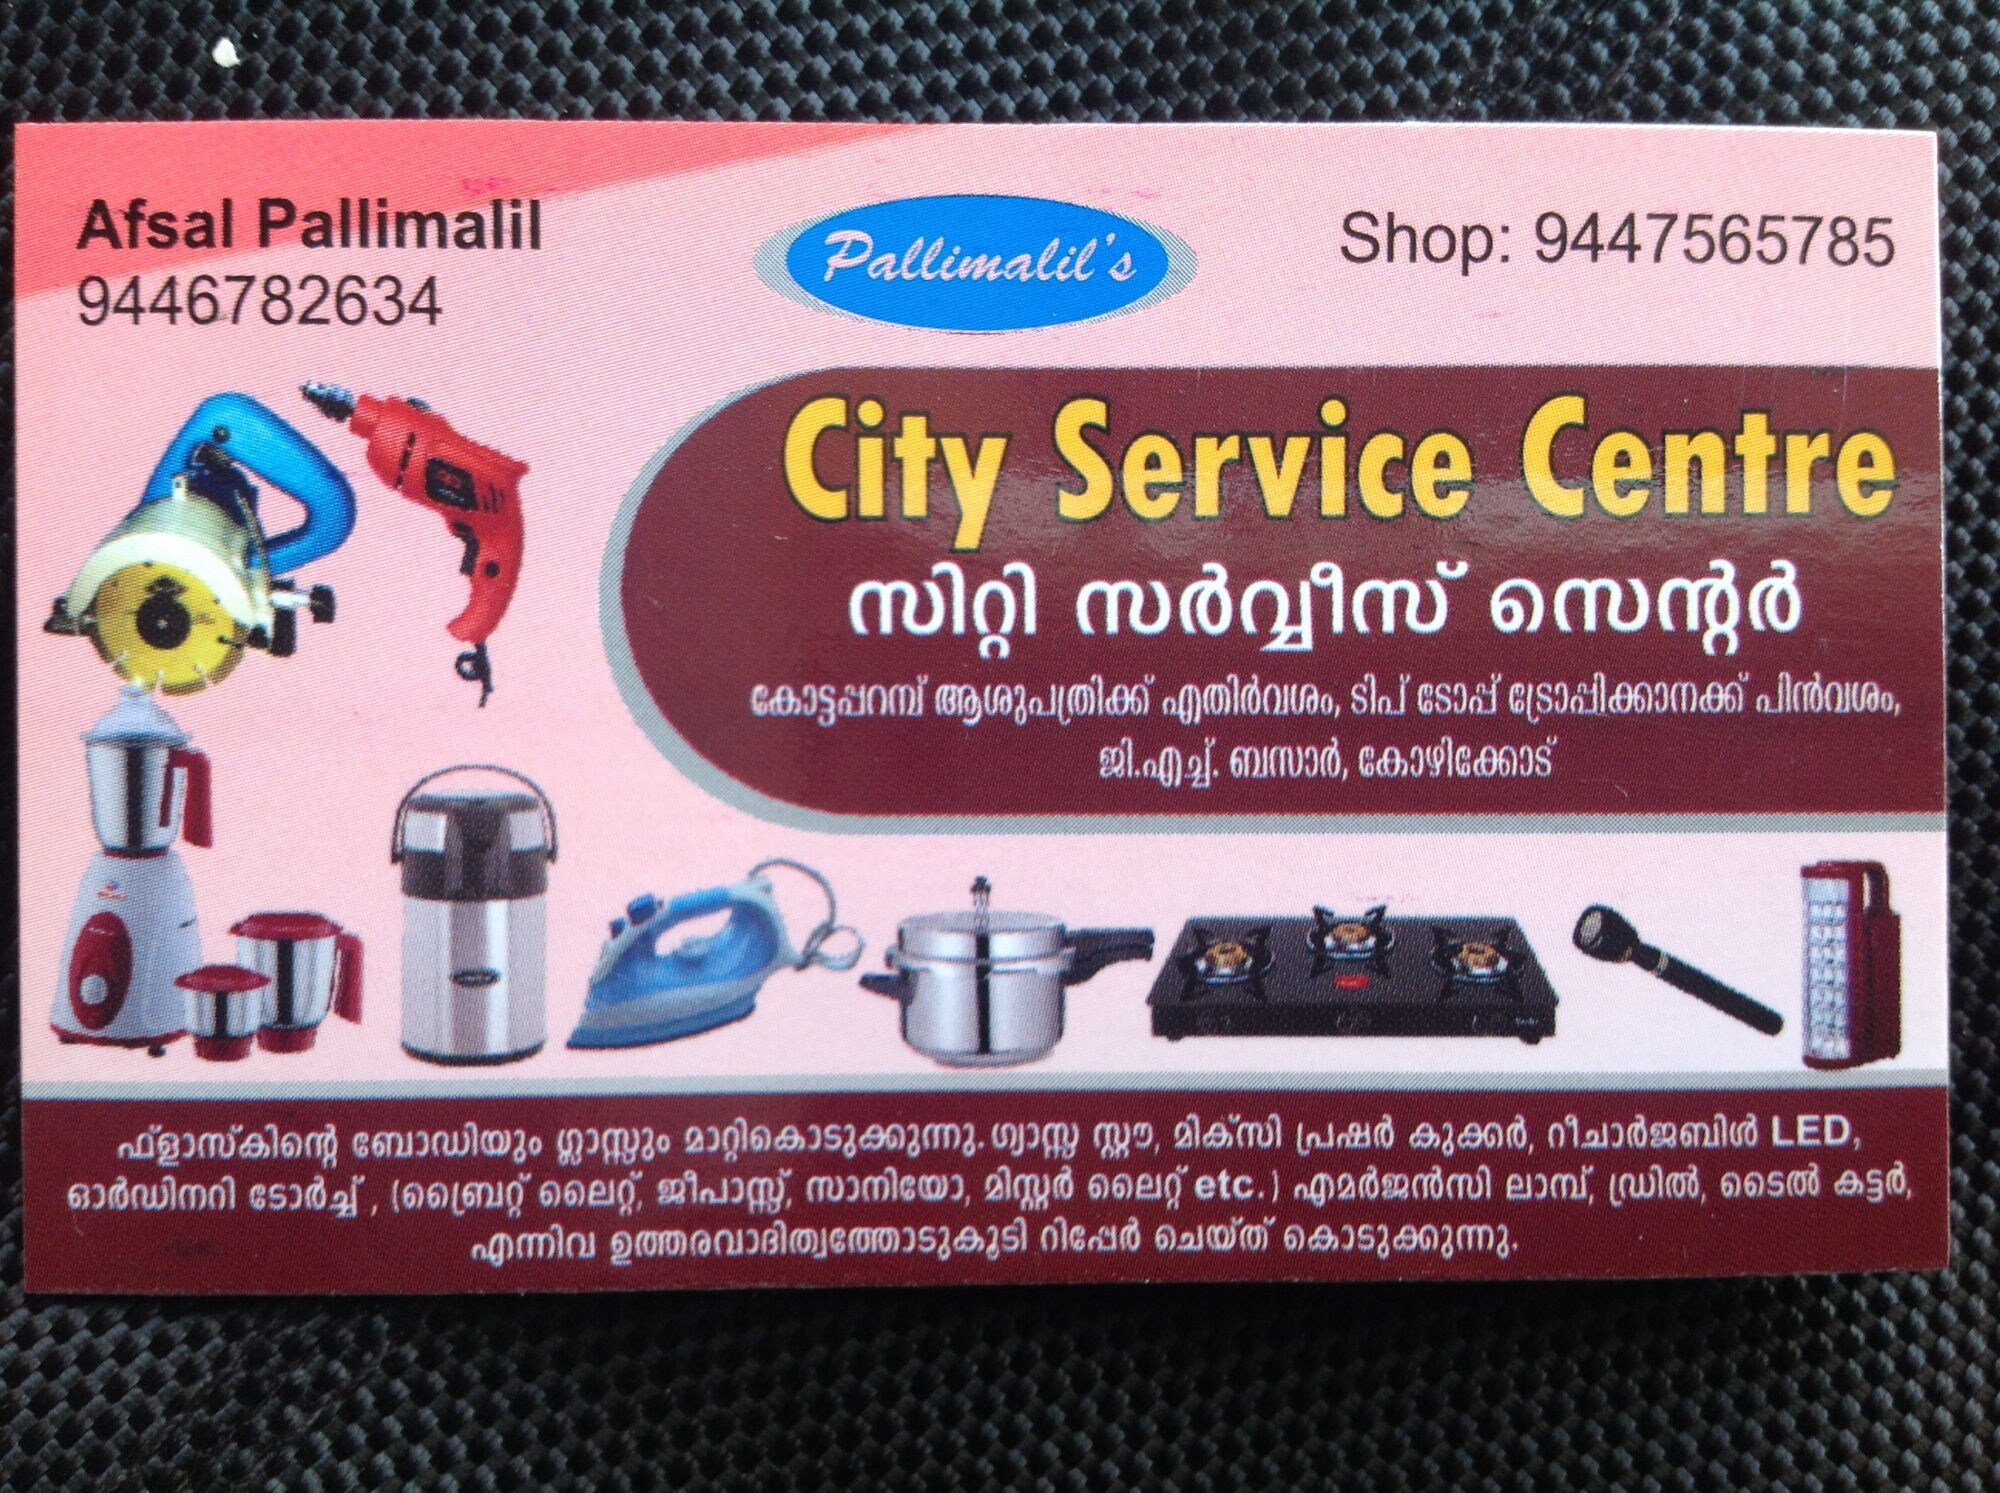 Afsal Pallimalil
9446782634
Pallimalil's
Shop: 9447565785
City Service Centre
സിറ്റി സർവ്വീസ് സെന്റർ
കോട്ടപ്പറമ്പ് ആശുപത്രിക്ക് എതിർവശം, ടിപ് ടോപ്പ് ട്രോപ്പിക്കാനക്ക് പിൻവശം,
ജി.എച്ച്. ബസാർ, കോഴിക്കോട്
ഫ്ളാസ്കിന്റെ ബോഡിയും ഗ്ലാസ്സും മാറ്റികൊടുക്കുന്നു. ഗ്യാസ്സ സ്റ്റൗ, മിക്സി പ്രഷർ കുക്കർ, റീചാർജബിൾ LED,
ഓർഡിനറി ടോർച്ച്, (ബ്രൈറ്റ് ലൈറ്റ്, ജീപാസ്സ്, സാനിയോ, മിസ്റ്റർ ലൈറ്റ് etc.) എമർജൻസി ലാമ്പ്, ഡ്രിൽ, ടൈൽ കട്ടർ,
എന്നിവ ഉത്തരവാദിത്വത്തോടുകൂടി റിപ്പേർ ചെയ്ത് കൊടുക്കുന്നു.